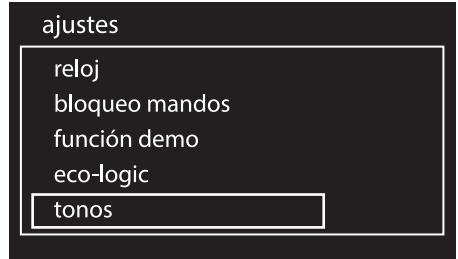 ajustes
reloj
bloqueo mandos
función demo
eco-logic
tonos